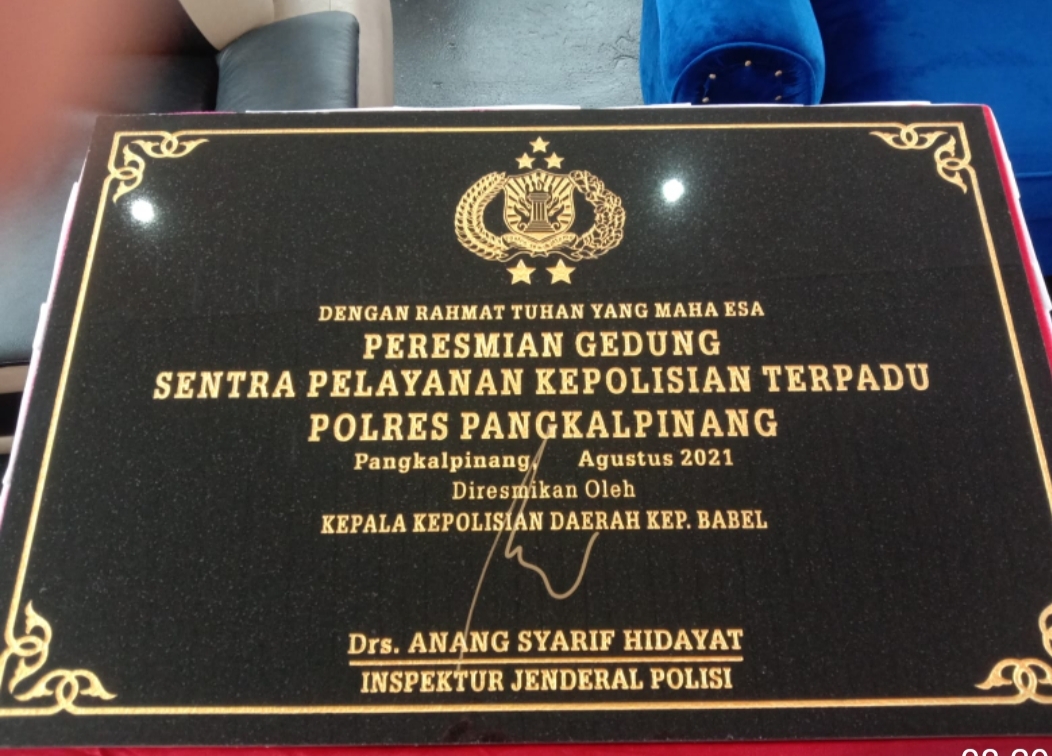 DENGAN RAHMAT TUHAN YANG MAHA ESA
PERESMIAN GEDUNG
SENTRA PELAYANAN KEPOLISIAN TERPADU
POLRES PANGKALPINANG
Pangkalpinang, Agustus 2021
Diresmikan Oleh
KEPALA KEPOLISIAN DAERAH KEP. BABEL
Drs. ANANG SYARIF HIDAYAT
INSPEKTUR JENDERAL POLISI